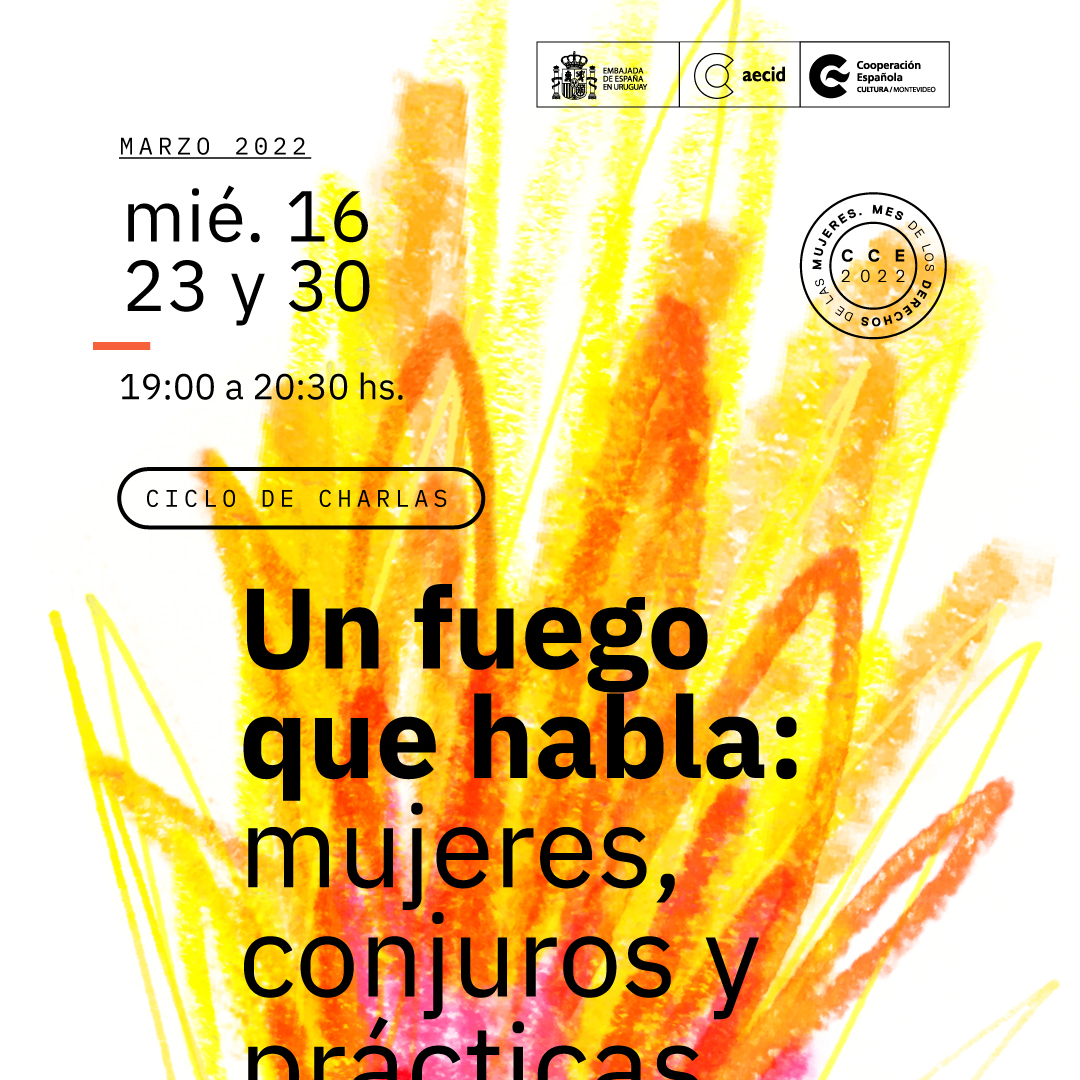 EMBAJADA
DE ESPAÑA
EN URUGUAY
aecid
Cooperación
Española
CULTURA / MONTEVIDEO
MARZO 2022
mié. 16
23 y 30
19:00 a 20:30 hs.
MES DE LOS DERECHOS DE LAS MUJERES.
CCE
2022
CICLO DE CHARLAS
Un fuego
que habla:
mujeres,
conjuros y
prácticas